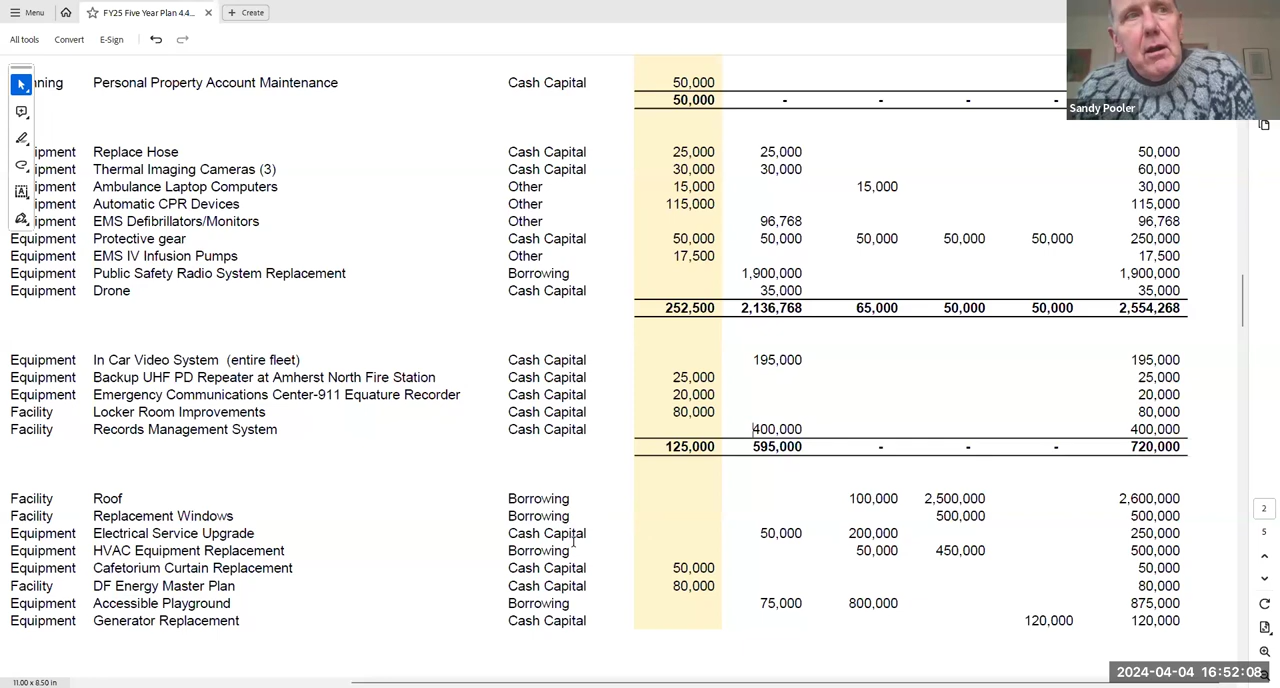 Menu FY25 Five Year Plan 4.4... Create
All tools Convert E-Sign
nning Personal Property Account Maintenance Cash Capital 50,000
50,000 - - - -
Sandy Pooler
ipment Replace Hose Cash Capital 25,000 25,000 50,000
ipment Thermal Imaging Cameras (3) Cash Capital 30,000 30,000 60,000
ipment Ambulance Laptop Computers Other 15,000 15,000 30,000
ipment Automatic CPR Devices Other 115,000 115,000
ipment EMS Defibrillators/Monitors Other 96,768 96,768
Equipment Protective gear Cash Capital 50,000 50,000 50,000 50,000 50,000 250,000
Equipment EMS IV Infusion Pumps Other 17,500 17,500
Equipment Public Safety Radio System Replacement Borrowing 1,900,000 1,900,000
Equipment Drone Cash Capital 35,000 35,000
252,500 2,136,768 65,000 50,000 50,000 2,554,268
Equipment In Car Video System (entire fleet) Cash Capital 195,000 195,000
Equipment Backup UHF PD Repeater at Amherst North Fire Station Cash Capital 25,000 25,000
Equipment Emergency Communications Center-911 Equature Recorder Cash Capital 20,000 20,000
Facility Locker Room Improvements Cash Capital 80,000 80,000
Facility Records Management System Cash Capital 400,000 400,000
125,000 595,000 - - - 720,000
Facility Roof Borrowing 100,000 2,500,000 2,600,000
Facility Replacement Windows Borrowing 500,000 500,000
Equipment Electrical Service Upgrade Cash Capital 50,000 200,000 250,000
Equipment HVAC Equipment Replacement Borrowing 50,000 450,000 500,000
Equipment Cafetorium Curtain Replacement Cash Capital 50,000 50,000
Facility DF Energy Master Plan Cash Capital 80,000 80,000
Equipment Accessible Playground Borrowing 75,000 800,000 875,000
Equipment Generator Replacement Cash Capital 120,000 120,000
2
5
2024-04-04 16:52:08
11.00 x 8.50 in